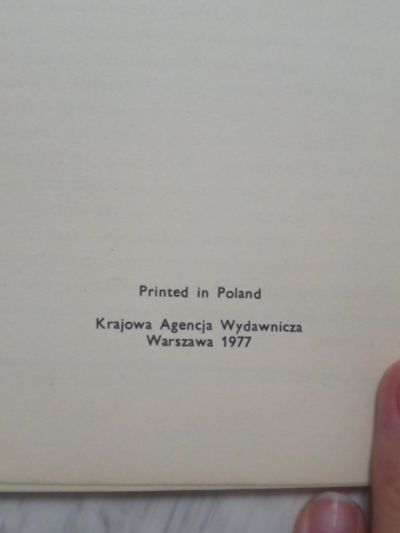 Printed in Poland
Krajowa Agencja Wydawnicza
Warszawa 1977